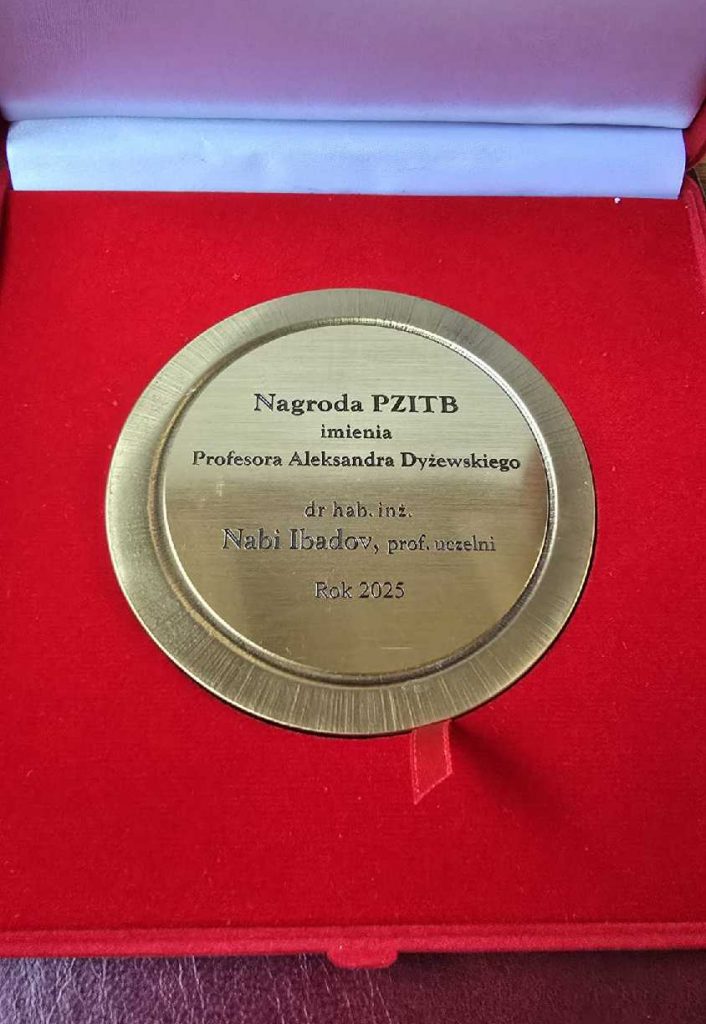 Nagroda PZITB
imienia
Profesora Aleksandra Dyżewskiego
dr hab. inż.
Nabi Ibadov, prof. uczelni
Rok 2025